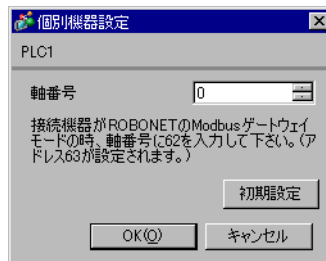 個別機器設定
PLC1
軸番号 0
接続機器がROBONETのModbusゲートウェイ
モードの時、軸番号に62を入力して下さい。(ア
ドレス63が設定されます。)
初期設定
OK(O) キャンセル